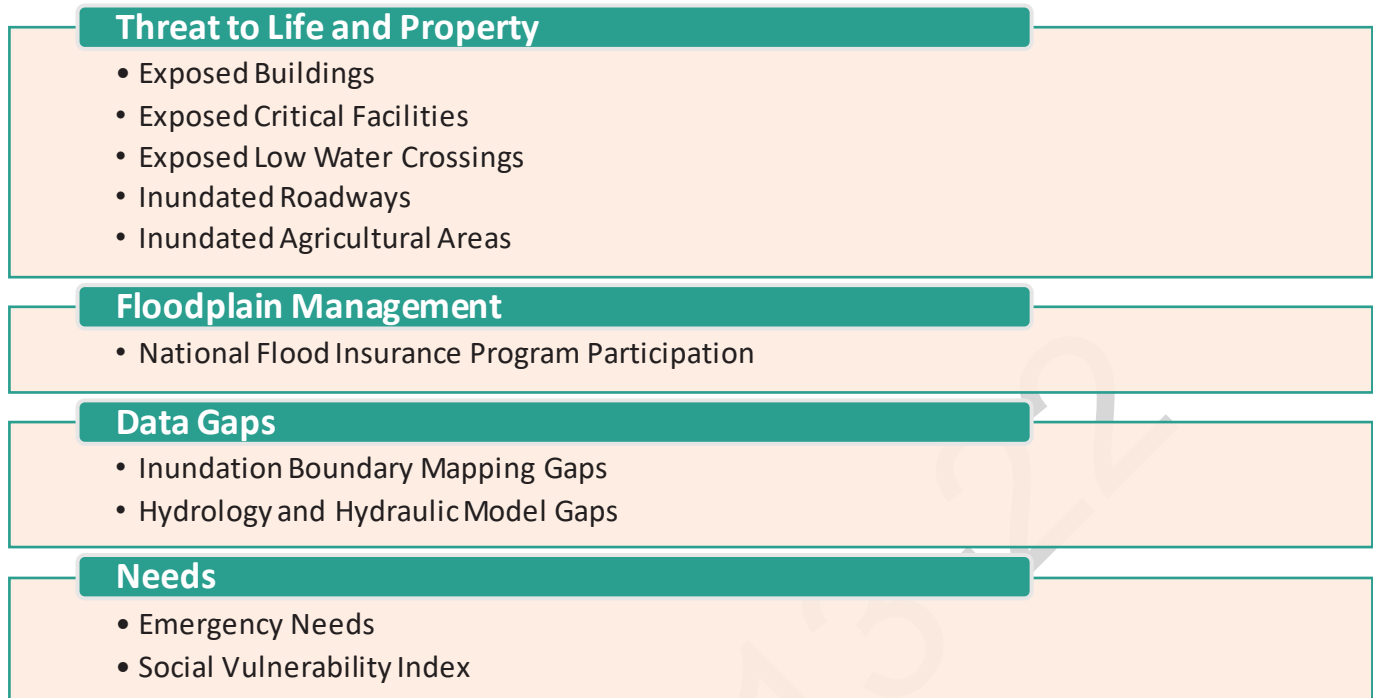 Threat to Life and Property
• Exposed Buildings
• Exposed Critical Facilities
• Exposed Low Water Crossings
• Inundated Roadways
• Inundated Agricultural Areas
Floodplain Management
• National Flood Insurance Program Participation
Data Gaps
• Inundation Boundary Mapping Gaps
• Hydrology and Hydraulic Model Gaps
Needs
• Emergency Needs
• Social Vulnerability Index